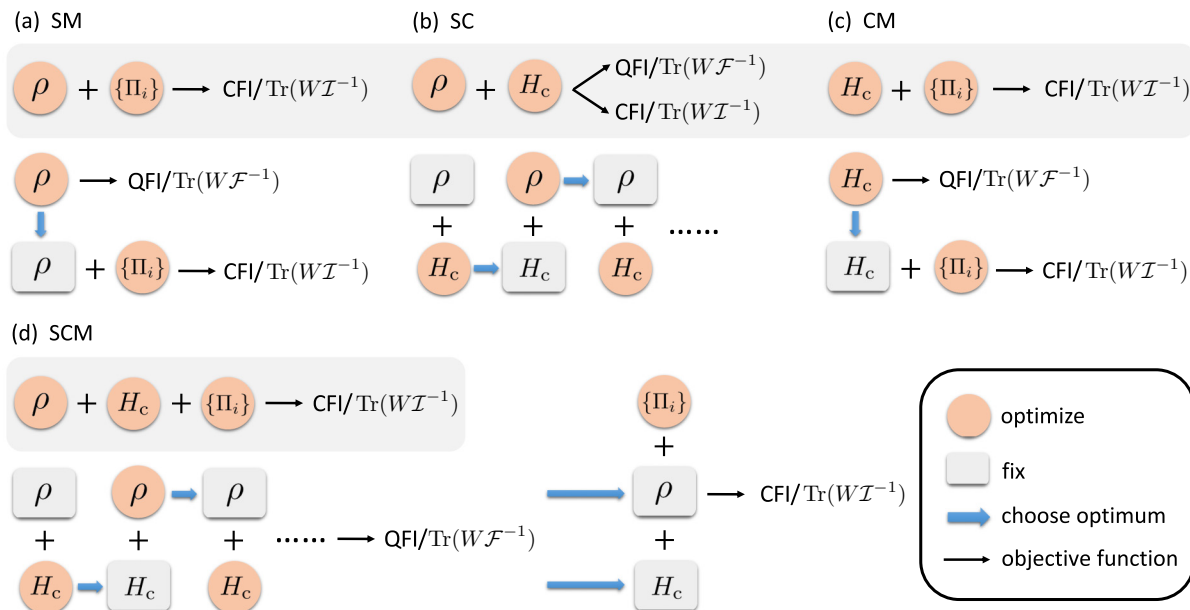 (a) SM
ρ + {Π_i} → CFI/Tr(W𝓘⁻¹)
ρ → QFI/Tr(W𝓕⁻¹)
ρ + {Π_i} → CFI/Tr(W𝓘⁻¹)
(b) SC
ρ + H_c
QFI/Tr(W𝓕⁻¹)
CFI/Tr(W𝓘⁻¹)
ρ ρ ρ
+ + +
H_c H_c H_c ......
(c) CM
H_c + {Π_i} → CFI/Tr(W𝓘⁻¹)
H_c → QFI/Tr(W𝓕⁻¹)
H_c + {Π_i} → CFI/Tr(W𝓘⁻¹)
(d) SCM
ρ + H_c + {Π_i} → CFI/Tr(W𝓘⁻¹)
ρ ρ ρ
+ + + ...... → QFI/Tr(W𝓕⁻¹)
H_c H_c H_c
{Π_i}
+
ρ → CFI/Tr(W𝓘⁻¹)
+
H_c
optimize
fix
choose optimum
objective function